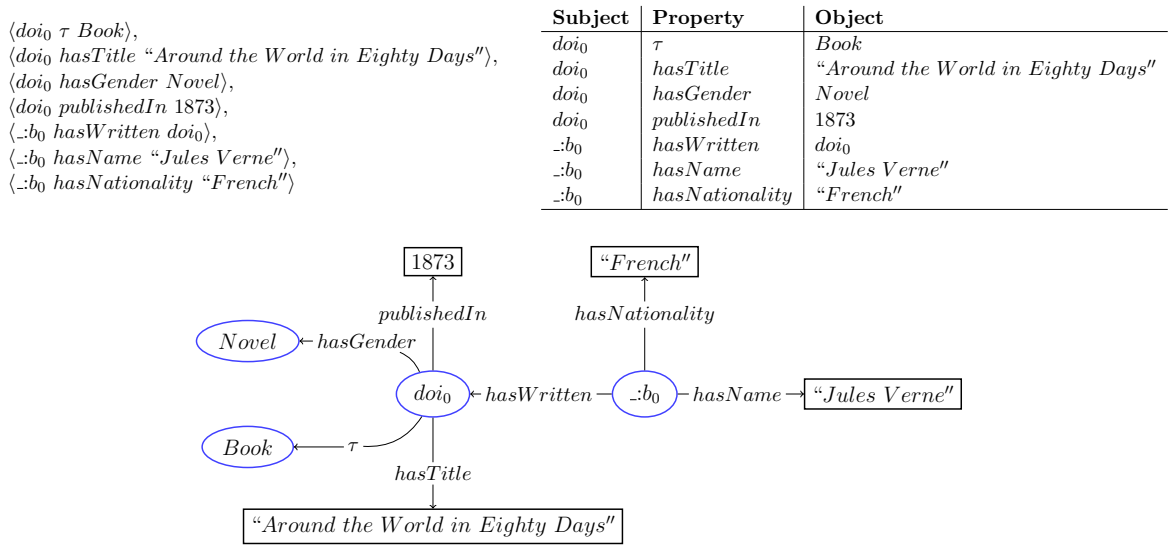 ⟨doi₀ τ Book⟩,
⟨doi₀ hasTitle “Around the World in Eighty Days″⟩,
⟨doi₀ hasGender Novel⟩,
⟨doi₀ publishedIn 1873⟩,
⟨_:b₀ hasWritten doi₀⟩,
⟨_:b₀ hasName “Jules Verne″⟩,
⟨_:b₀ hasNationality “French″⟩
Subject Property Object
doi₀ τ Book
doi₀ hasTitle “Around the World in Eighty Days″
doi₀ hasGender Novel
doi₀ publishedIn 1873
_:b₀ hasWritten doi₀
_:b₀ hasName “Jules Verne″
_:b₀ hasNationality “French″
1873 “French″
publishedIn hasNationality
Novel hasGender
doi₀ hasWritten _:b₀ hasName “Jules Verne″
Book τ
hasTitle
“Around the World in Eighty Days″